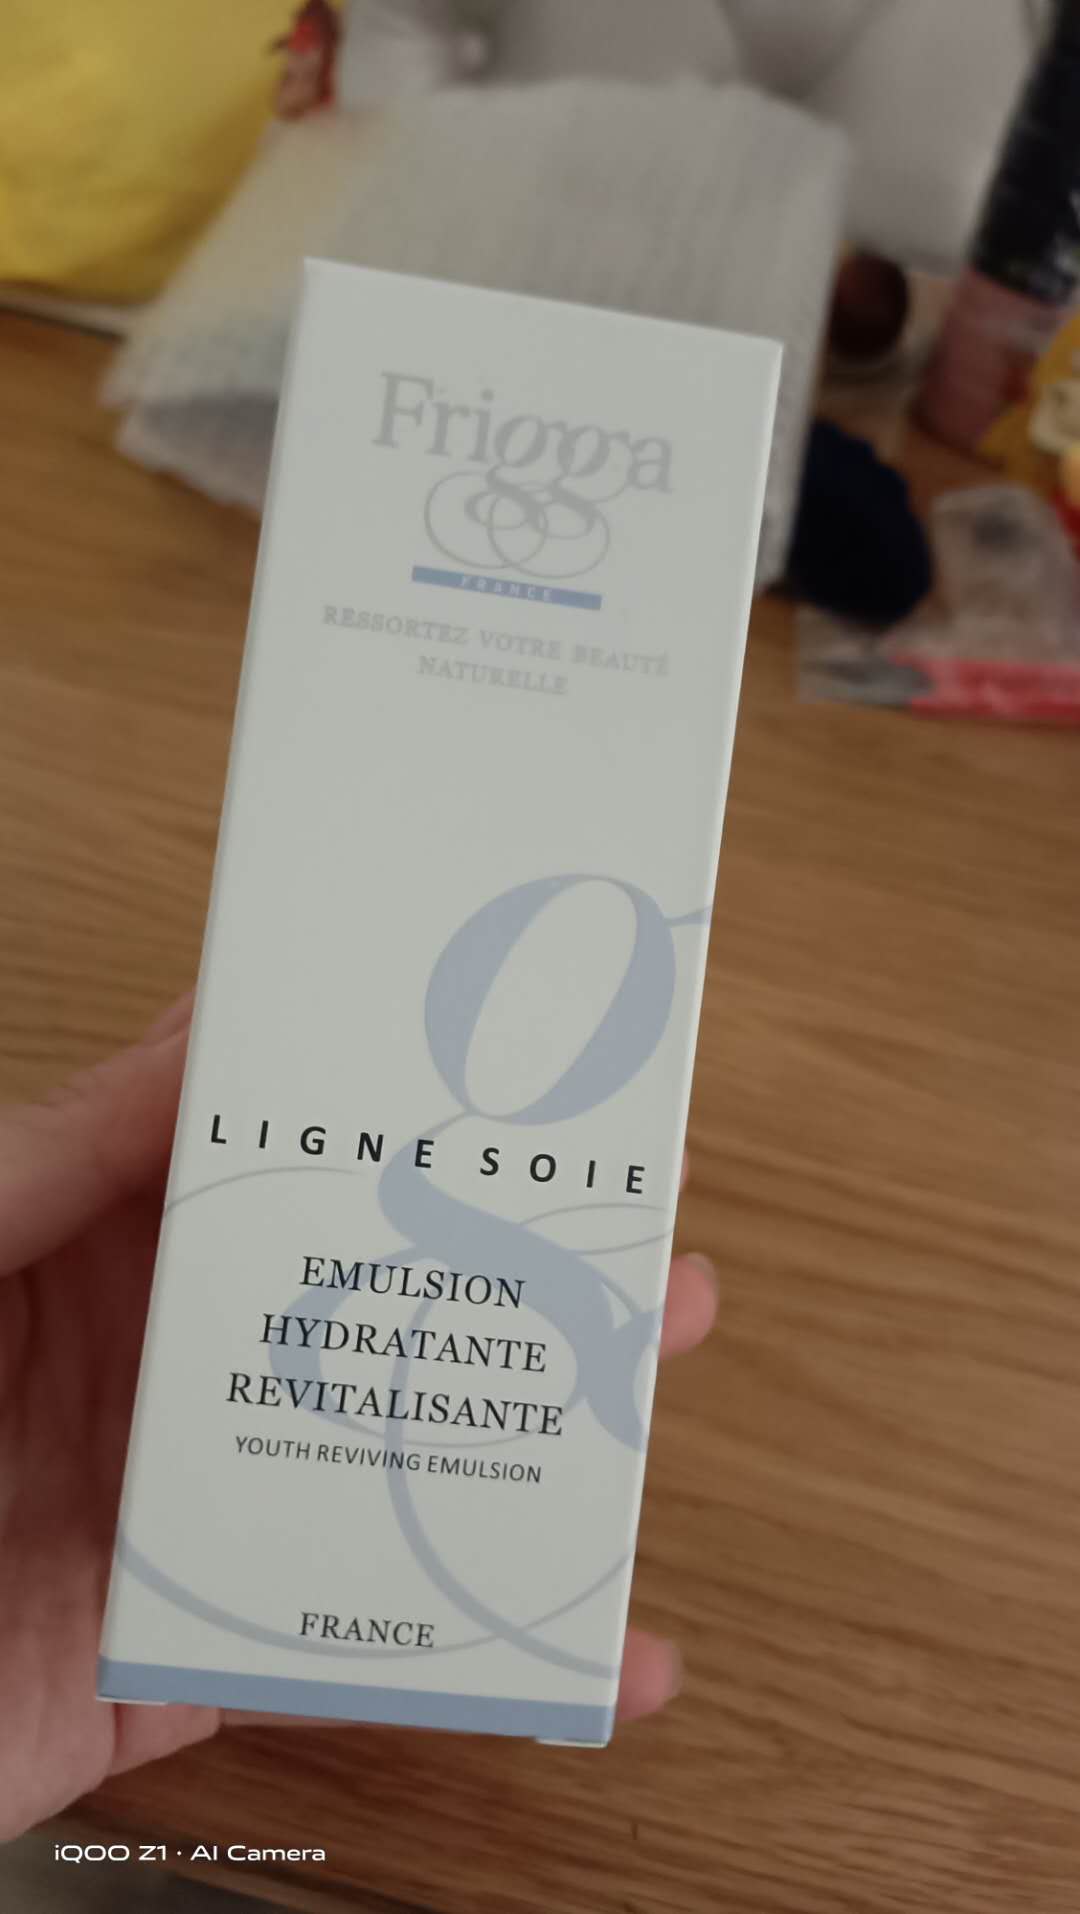 Frigga
FRANCE
RESSORTEZ VOTRE BEAUTÉ
NATURELLE
g
LIGNE SOIE
EMULSION
HYDRATANTE
REVITALISANTE
YOUTH REVIVING EMULSION
FRANCE
iQOO Z1 · AI Camera